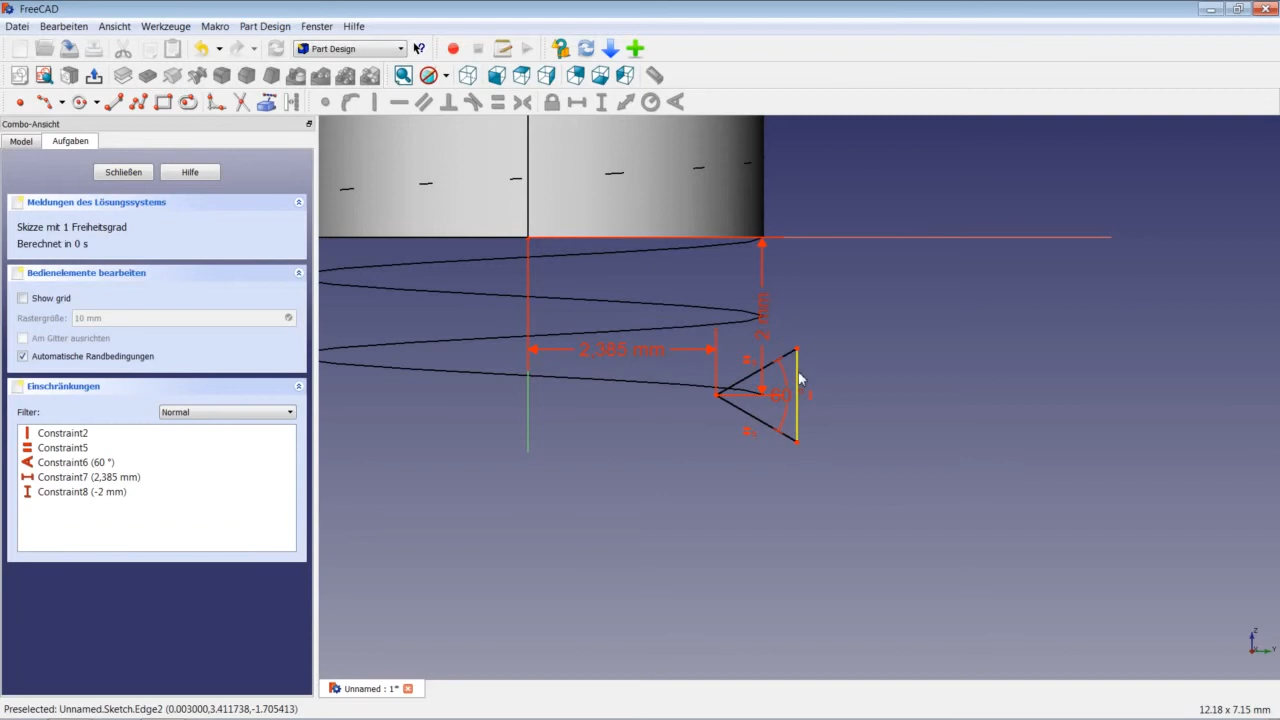 FreeCAD
Datei Bearbeiten Ansicht Werkzeuge Makro Part Design Fenster Hilfe
Part Design
Combo-Ansicht
Model Aufgaben
Schließen Hilfe
Meldungen des Lösungssystems
Skizze mit 1 Freiheitsgrad
Berechnet in 0 s
Bedienelemente bearbeiten
Show grid
Rastergröße: 10 mm
Am Gitter ausrichten
Automatische Randbedingungen
Einschränkungen
Filter: Normal
Constraint2
Constraint5
Constraint6 (60 °)
Constraint7 (2,385 mm)
Constraint8 (-2 mm)
2 mm
2,385 mm
60 °
Z
X Y
Unnamed : 1*
Preselected: Unnamed.Sketch.Edge2 (0.003000,3.411738,-1.705413) 12.18 x 7.15 mm